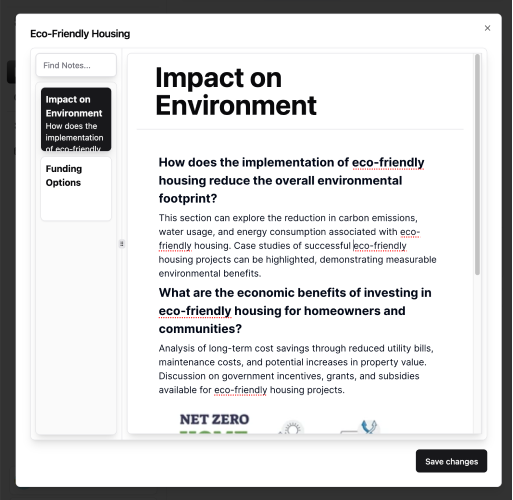 Eco-Friendly Housing
Find Notes...
Impact on
Environment
How does the
implementation
of eco-friendly
Funding
Options
Impact on
Environment
How does the implementation of eco-friendly
housing reduce the overall environmental
footprint?
This section can explore the reduction in carbon emissions,
water usage, and energy consumption associated with eco-
friendly housing. Case studies of successful eco-friendly
housing projects can be highlighted, demonstrating measurable
environmental benefits.
What are the economic benefits of investing in
eco-friendly housing for homeowners and
communities?
Analysis of long-term cost savings through reduced utility bills,
maintenance costs, and potential increases in property value.
Discussion on government incentives, grants, and subsidies
available for eco-friendly housing projects.
NET ZERO
HOME
Save changes